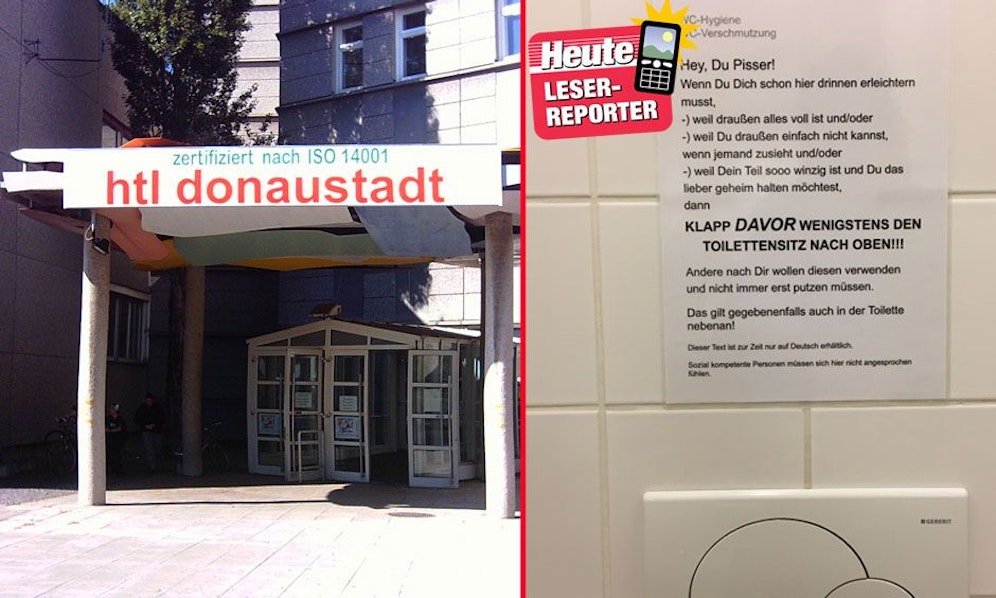 zertifiziert nach ISO 14001
htl donaustadt
Heute
LESER-
REPORTER
WC-Hygiene
WC-Verschmutzung
Hey, Du Pisser!
Wenn Du Dich schon hier drinnen erleichtern
musst,
-) weil draußen alles voll ist und/oder
-) weil Du draußen einfach nicht kannst,
wenn jemand zusieht und/oder
-) weil Dein Teil sooo winzig ist und Du das
lieber geheim halten möchtest,
dann
KLAPP DAVOR WENIGSTENS DEN
TOILETTENSITZ NACH OBEN!!!
Andere nach Dir wollen diesen verwenden
und nicht immer erst putzen müssen.
Das gilt gegebenenfalls auch in der Toilette
nebenan!
Dieser Text ist zur Zeit nur auf Deutsch erhältlich.
Sozial kompetente Personen müssen sich hier nicht angesprochen
fühlen.
GEBERIT